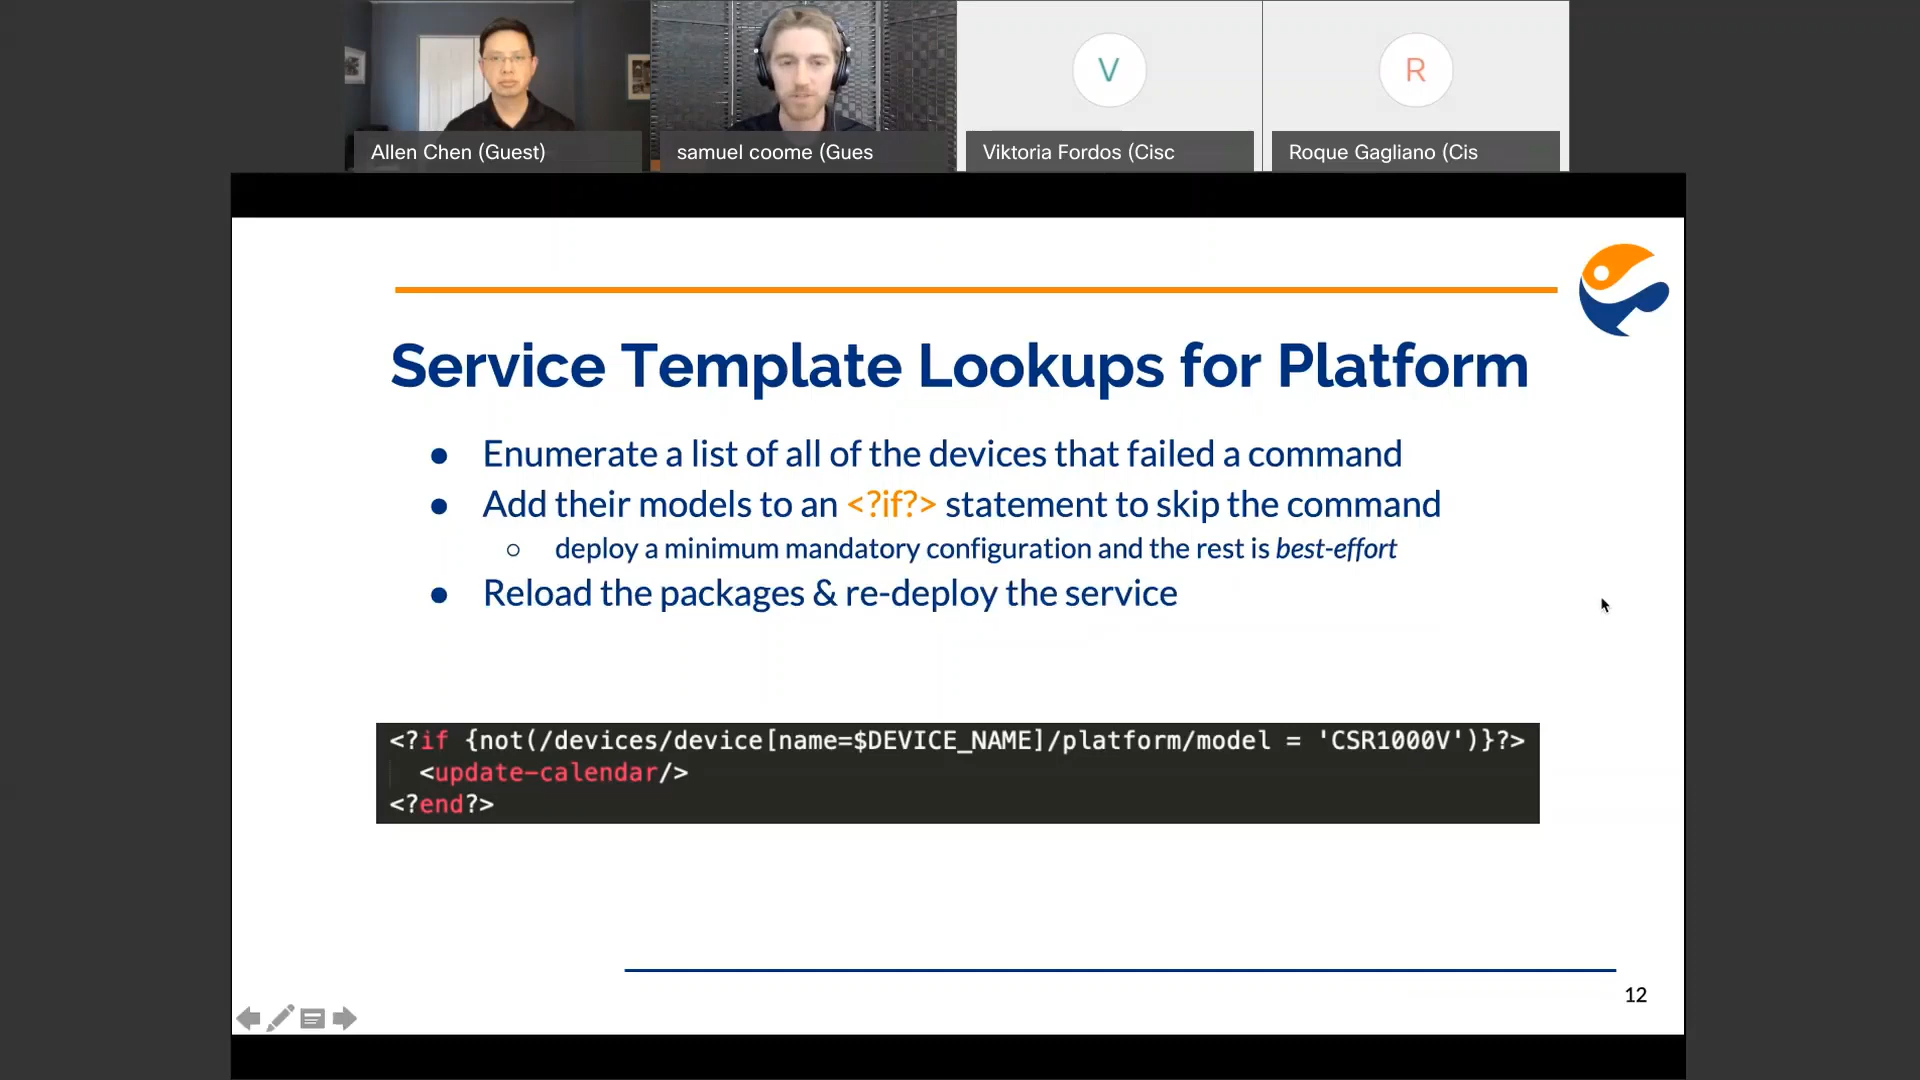 V
R
Allen Chen (Guest)
samuel coome (Gues
Viktoria Fordos (Cisc
Roque Gagliano (Cis
Service Template Lookups for Platform
● Enumerate a list of all of the devices that failed a command
● Add their models to an <?if?> statement to skip the command
○ deploy a minimum mandatory configuration and the rest is best-effort
● Reload the packages & re-deploy the service
<?if {not(/devices/device[name=$DEVICE_NAME]/platform/model = 'CSR1000V')}?>
<update-calendar/>
<?end?>
12